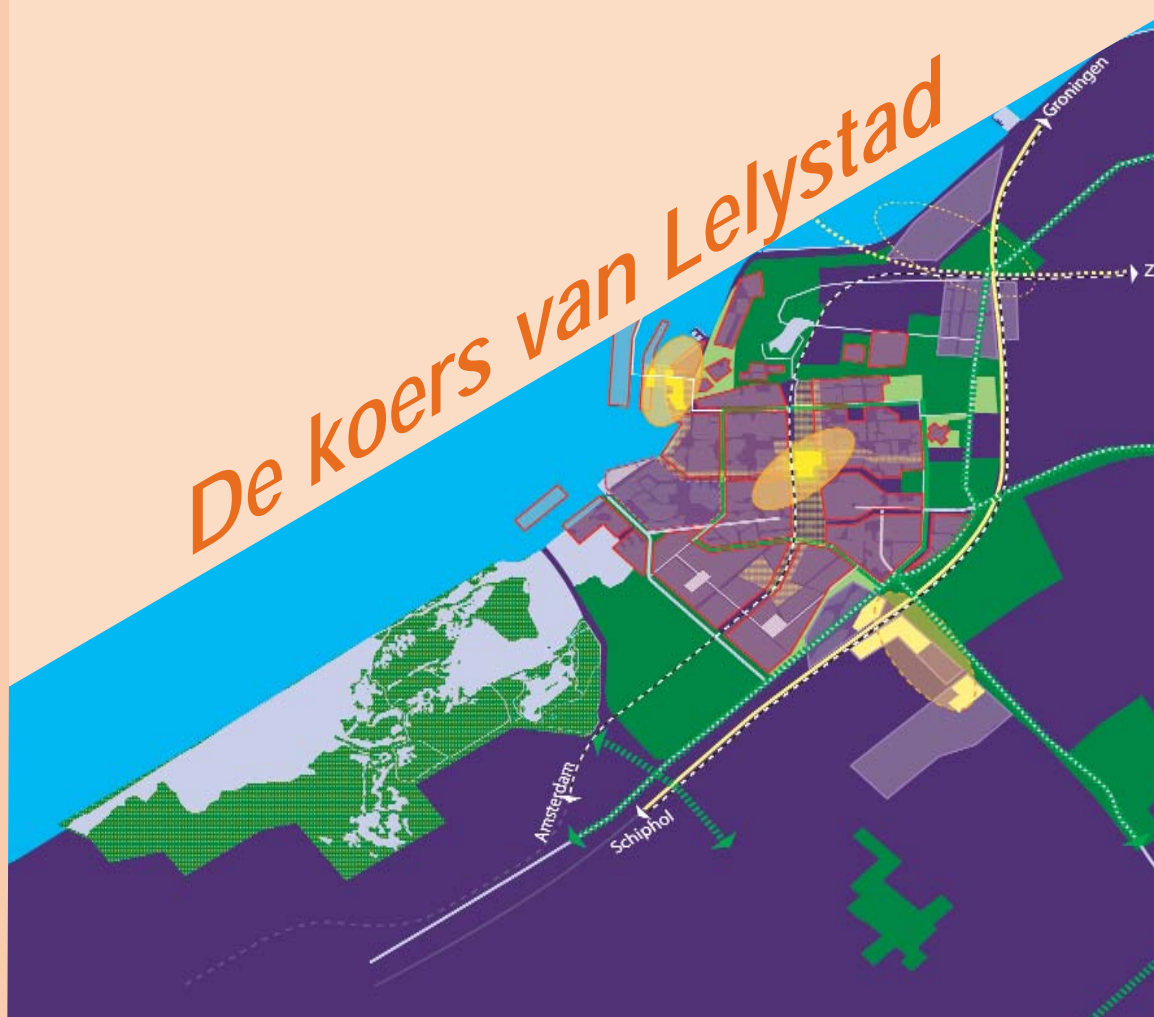 De koers van Lelystad
Groningen
Z
Amsterdam
Schiphol